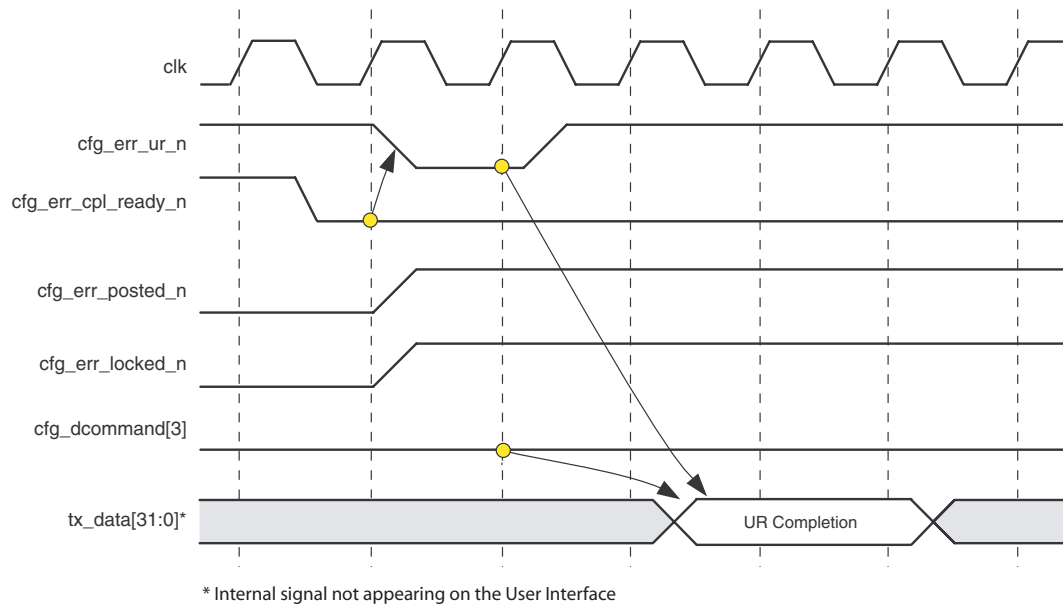 clk
cfg_err_ur_n
cfg_err_cpl_ready_n
cfg_err_posted_n
cfg_err_locked_n
cfg_dcommand[3]
tx_data[31:0]*
UR Completion
* Internal signal not appearing on the User Interface